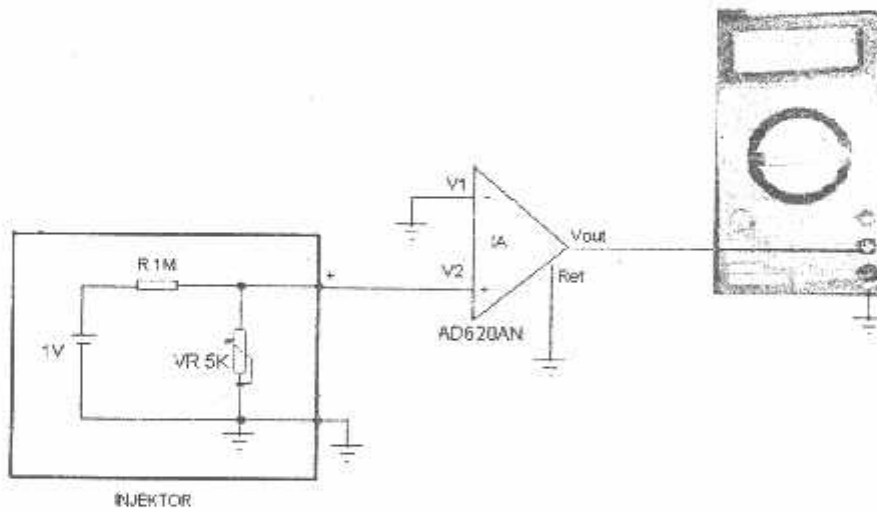 V1
IA
Vout
R 1M
+
V2
Ref
AD620AN
1V
VR 5K
INJEKTOR